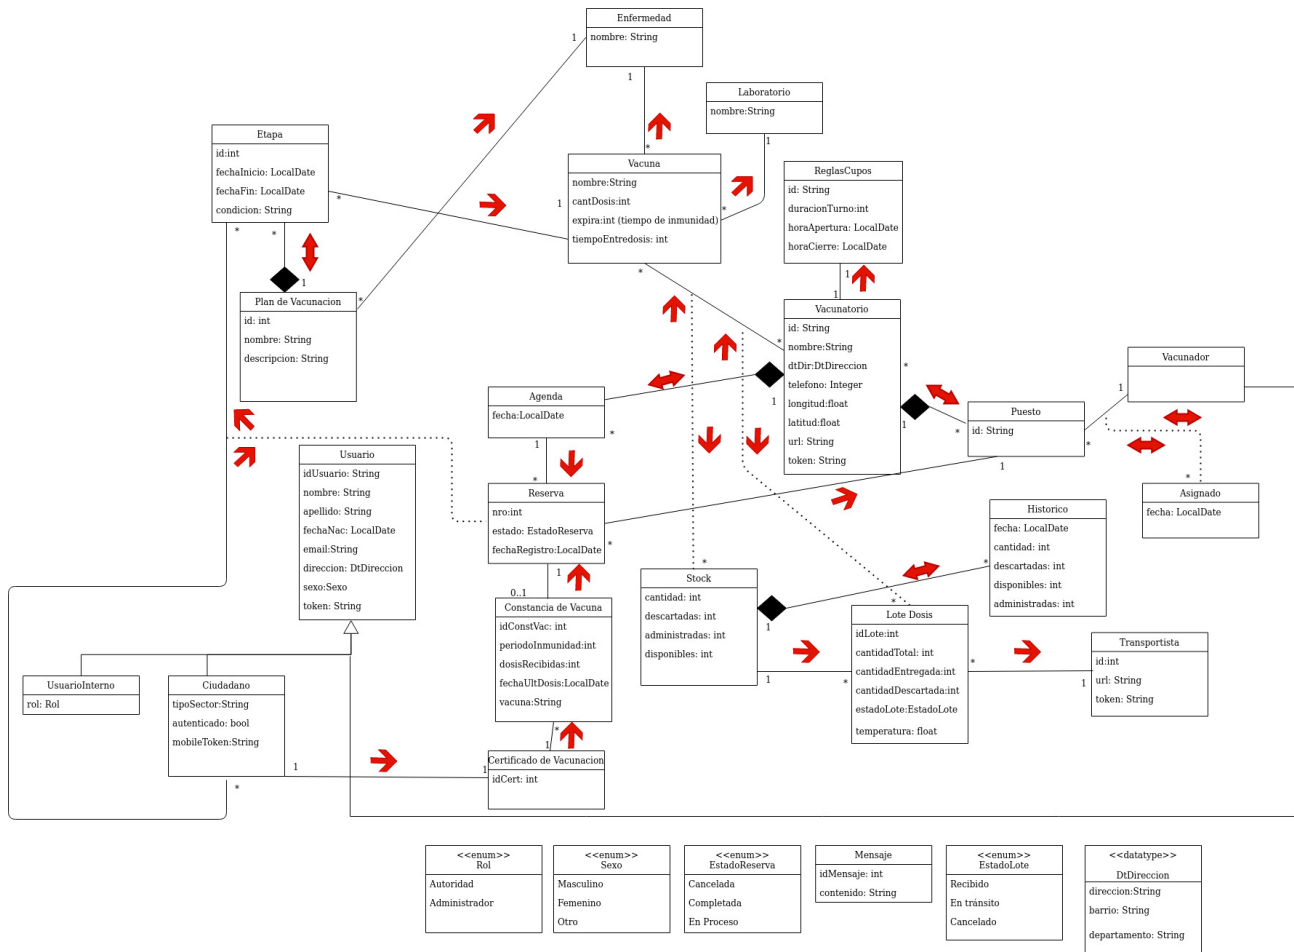 Enfermedad
nombre: String
1
1
Laboratorio
nombre:String
1
Etapa
id:int
fechaInicio: LocalDate
fechaFin: LocalDate
condicion: String
*
*
*
*
Vacuna
nombre:String
cantDosis:int
expira:int (tiempo de inmunidad)
tiempoEntredosis: int
1
*
*
ReglasCupos
id: String
duracionTurno:int
horaApertura: LocalDate
horaCierre: LocalDate
1
1
1
*
Plan de Vacunacion
id: int
nombre: String
descripcion: String
Vacunatorio
id: String
nombre:String
dtDir:DtDireccion
telefono: Integer
longitud:float
latitud:float
url: String
token: String
*
*
1
1
Vacunador
1
Agenda
fecha:LocalDate
*
1
*
Puesto
id: String
*
*
1
Usuario
idUsuario: String
nombre: String
apellido: String
fechaNac: LocalDate
email:String
direccion: DtDireccion
sexo:Sexo
token: String
Reserva
nro:int
estado: EstadoReserva
fechaRegistro:LocalDate
*
1
0..1
*
Asignado
fecha: LocalDate
Historico
fecha: LocalDate
cantidad: int
descartadas: int
disponibles: int
administradas: int
*
*
Stock
cantidad: int
descartadas: int
administradas: int
disponibles: int
1
1
*
*
Lote Dosis
idLote:int
cantidadTotal: int
cantidadEntregada:int
cantidadDescartada:int
estadoLote:EstadoLote
temperatura: float
*
1
Transportista
id:int
url: String
token: String
Constancia de Vacuna
idConstVac: int
periodoInmunidad:int
dosisRecibidas:int
fechaUltDosis:LocalDate
vacuna:String
*
1
UsuarioInterno
rol: Rol
Ciudadano
tipoSector:String
autenticado: bool
mobileToken:String
1
*
1
Certificado de Vacunacion
idCert: int
<<enum>>
Rol
Autoridad
Administrador
<<enum>>
Sexo
Masculino
Femenino
Otro
<<enum>>
EstadoReserva
Cancelada
Completada
En Proceso
Mensaje
idMensaje: int
contenido: String
<<enum>>
EstadoLote
Recibido
En tránsito
Cancelado
<<datatype>>
DtDireccion
direccion:String
barrio: String
departamento: String